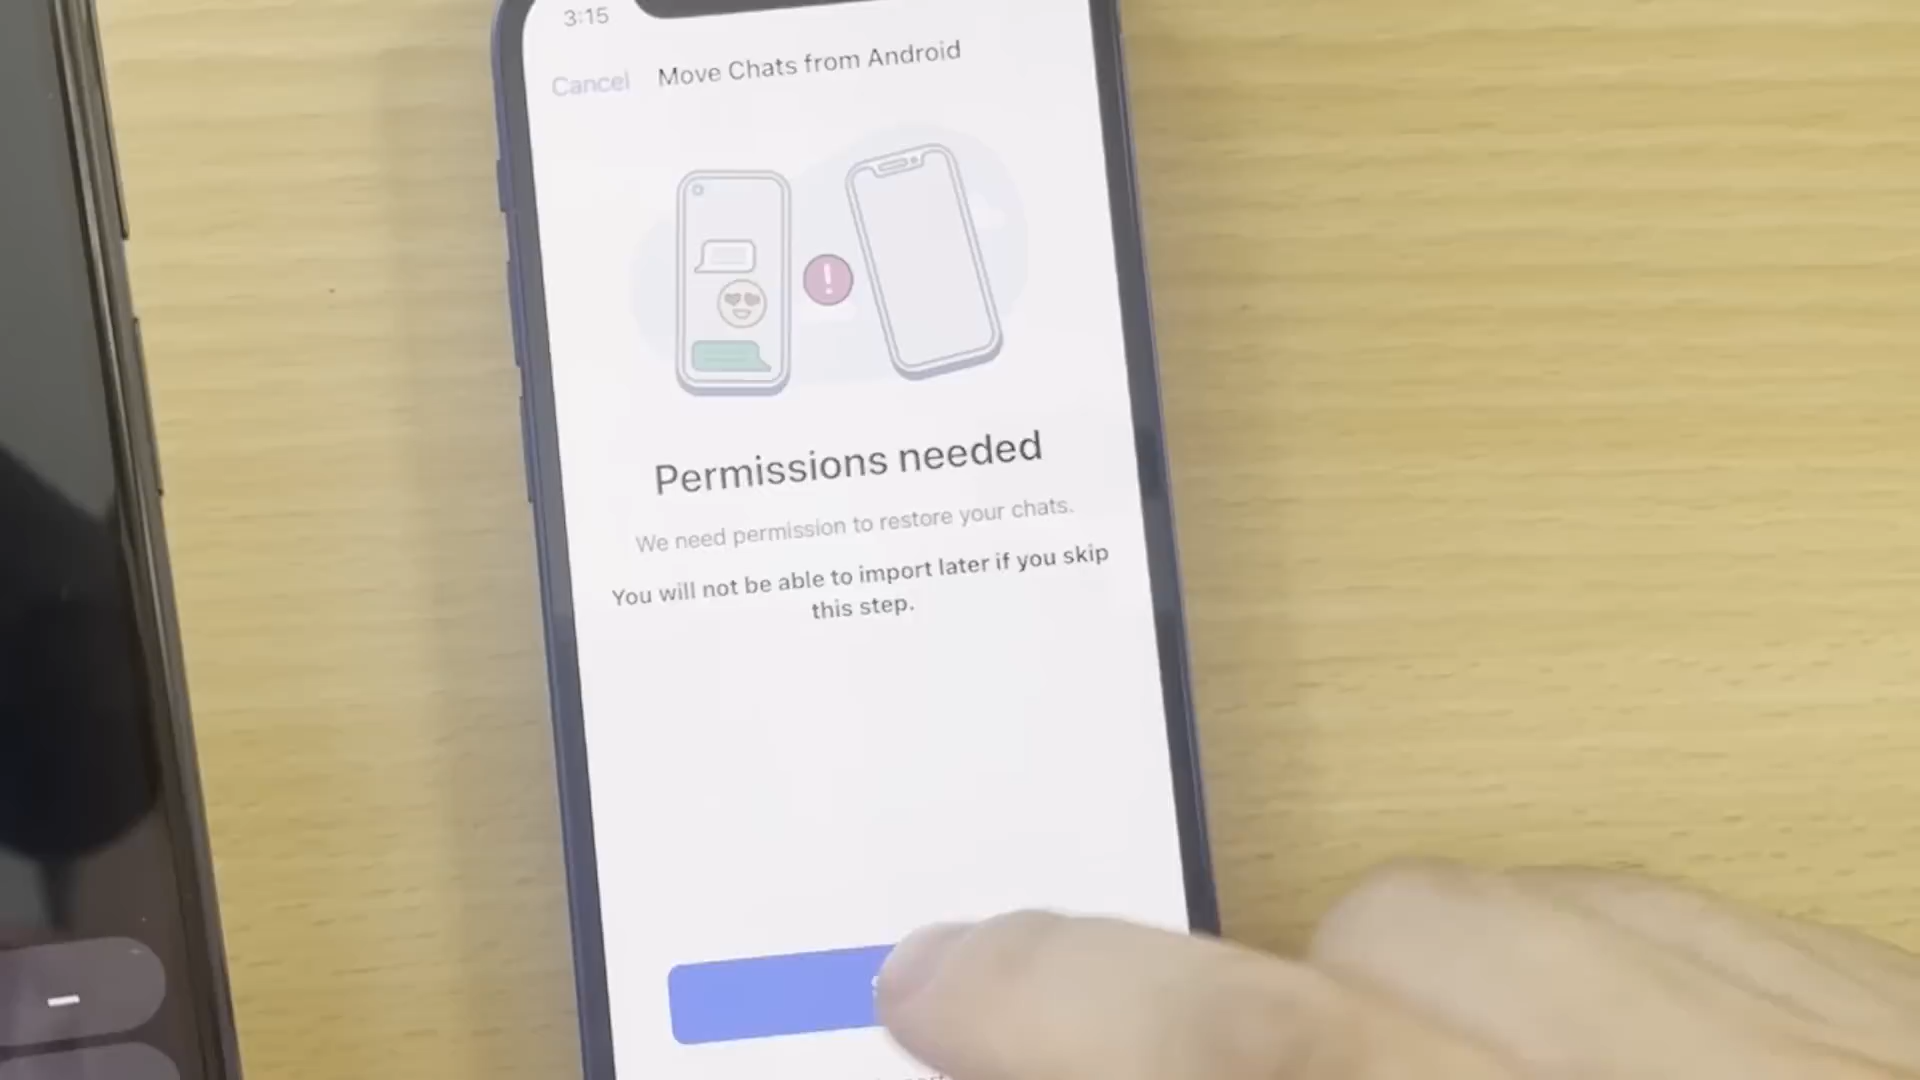 3:15
Cancel
Move Chats from Android
!
Permissions needed
We need permission to restore your chats.
You will not be able to import later if you skip
this step.